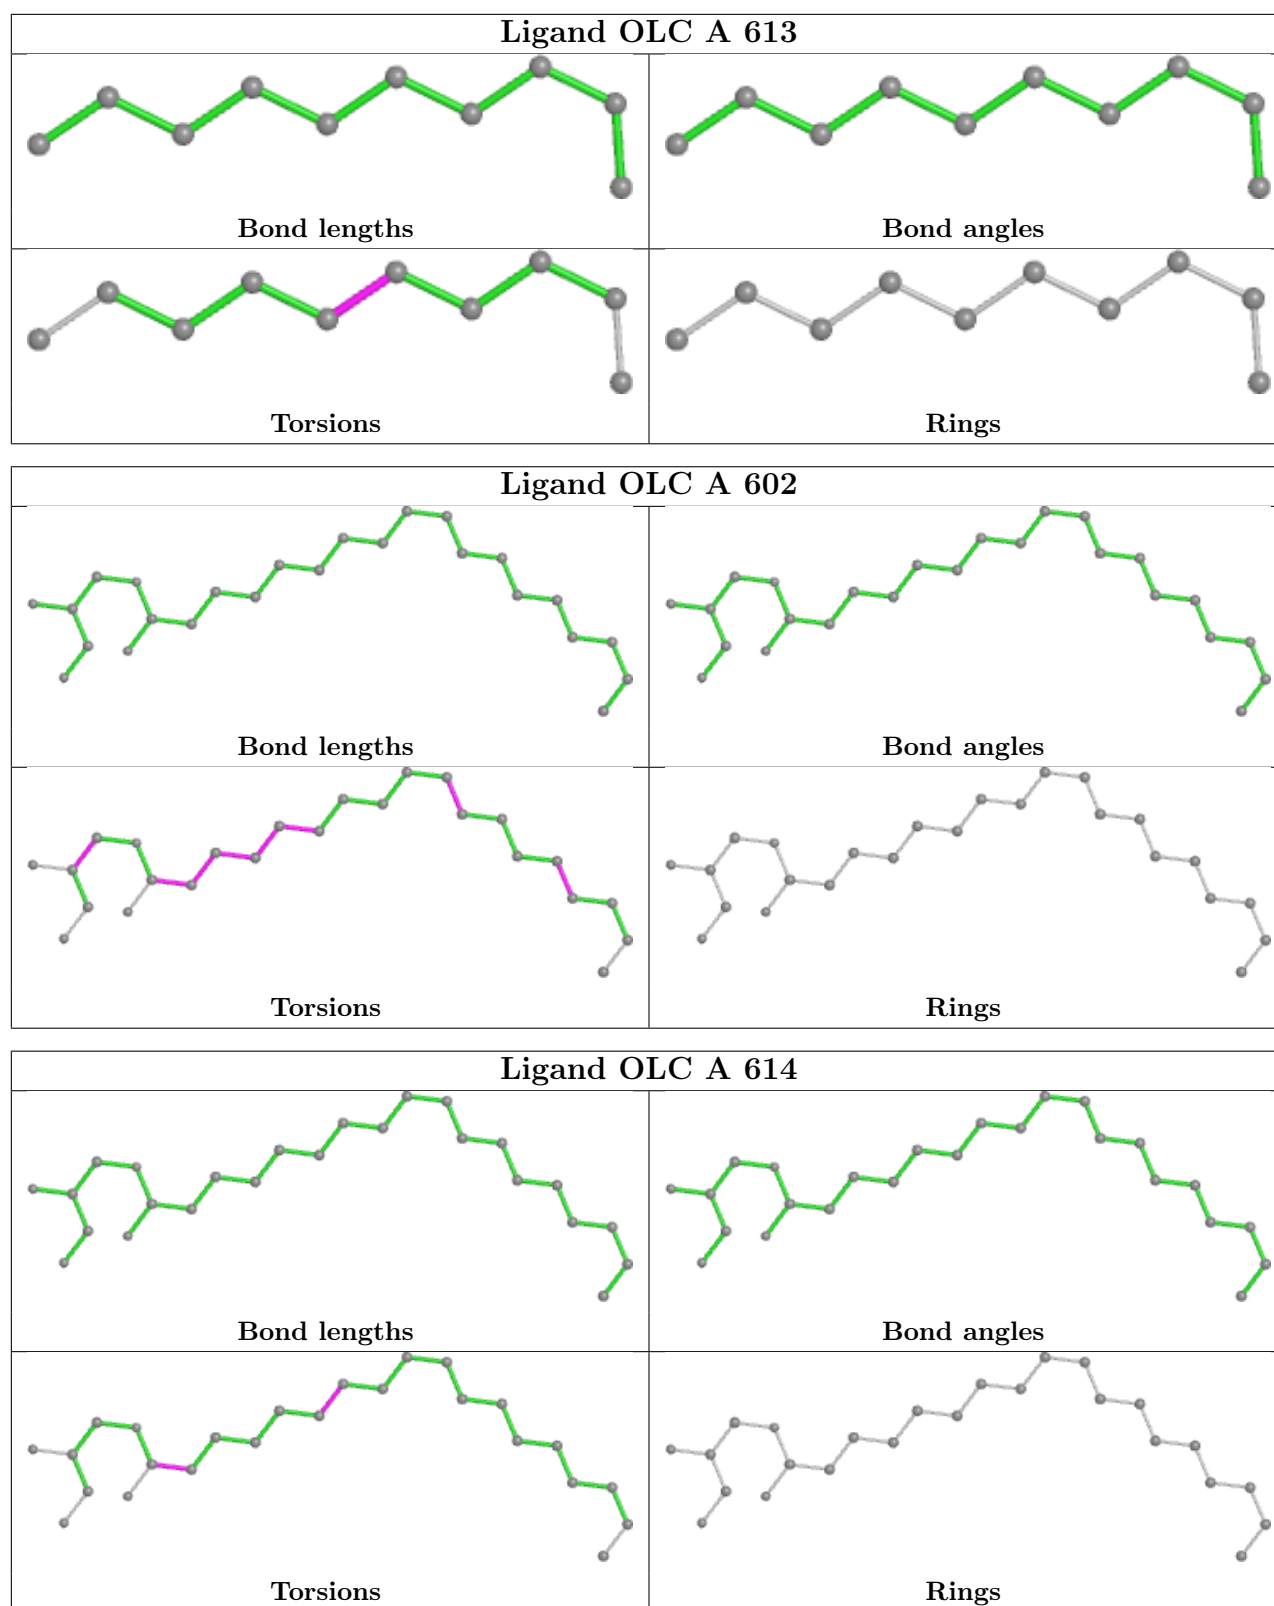 Ligand OLC A 613
Bond lengths
Bond angles
Torsions
Rings
Ligand OLC A 602
Bond lengths
Bond angles
Torsions
Rings
Ligand OLC A 614
Bond lengths
Bond angles
Torsions
Rings